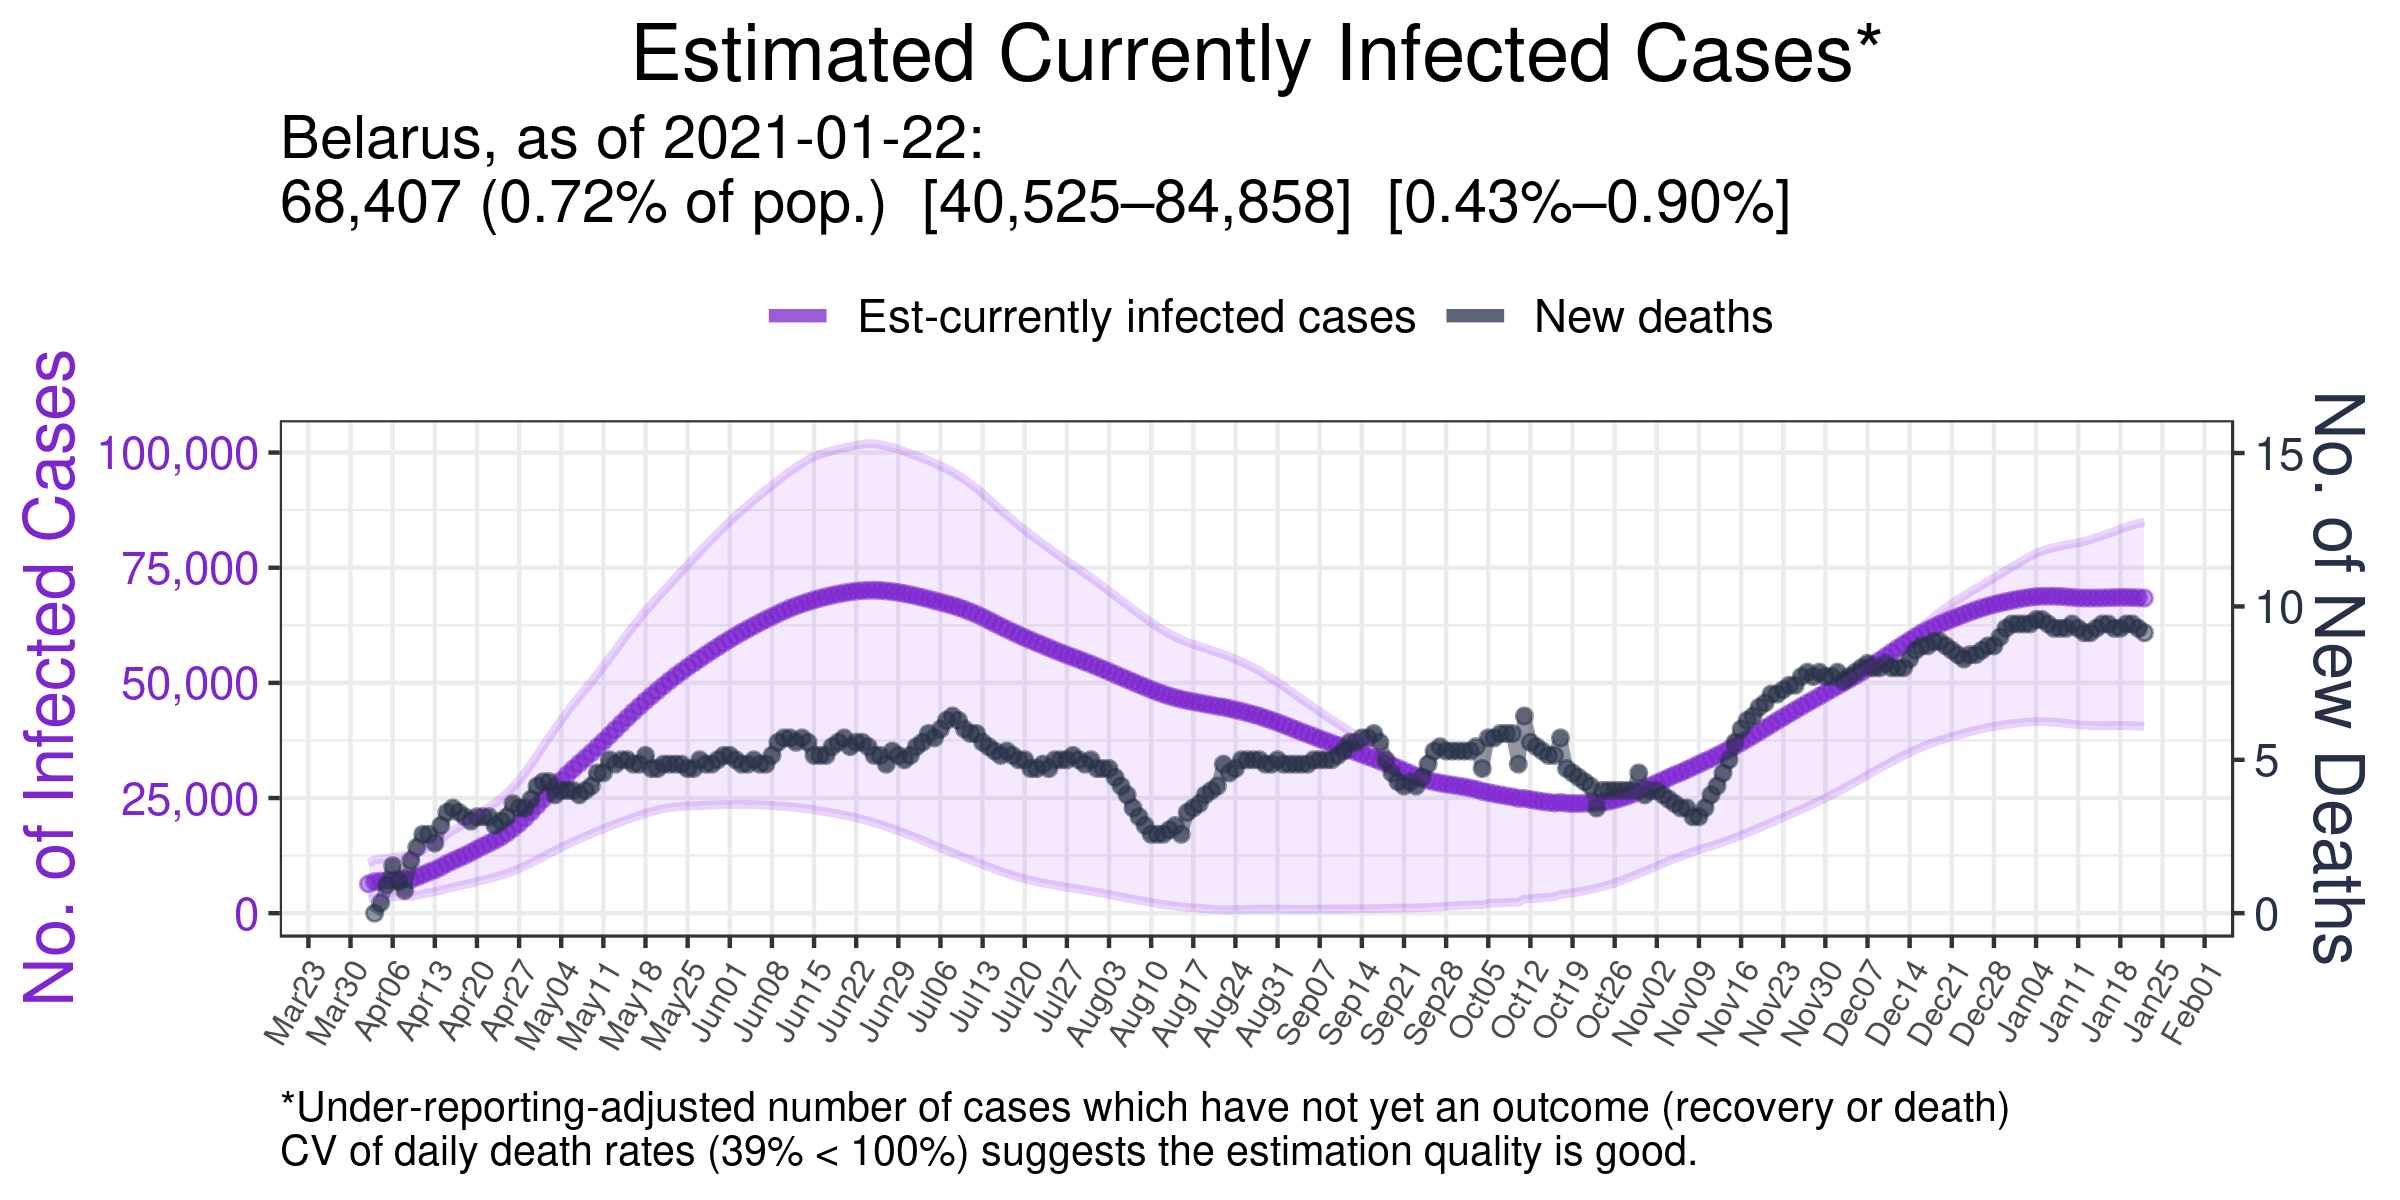 Estimated Currently Infected Cases*
Belarus, as of 2021-01-22:
68,407 (0.72% of pop.) [40,525–84,858] [0.43%–0.90%]
Est-currently infected cases
New deaths
No. of Infected Cases
100,000
75,000
50,000
25,000
0
15
10
5
0
No. of New Deaths
Mar23
Mar30
Apr06
Apr13
Apr20
Apr27
May04
May11
May18
May25
Jun01
Jun08
Jun15
Jun22
Jun29
Jul06
Jul13
Jul20
Jul27
Aug03
Aug10
Aug17
Aug24
Aug31
Sep07
Sep14
Sep21
Sep28
Oct05
Oct12
Oct19
Oct26
Nov02
Nov09
Nov16
Nov23
Nov30
Dec07
Dec14
Dec21
Dec28
Jan04
Jan11
Jan18
Jan25
Feb01
*Under-reporting-adjusted number of cases which have not yet an outcome (recovery or death)
CV of daily death rates (39% < 100%) suggests the estimation quality is good.